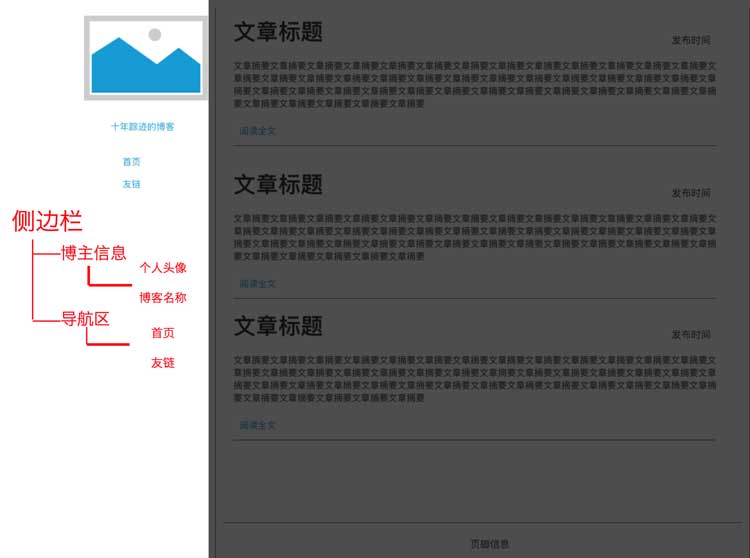 十年踪迹的博客
首页
友链
侧边栏
博主信息
个人头像
博客名称
导航区
首页
友链
文章标题
发布时间
文章摘要文章摘要文章摘要文章摘要文章摘要文章摘要文章摘要文章摘要文章摘要文章摘要文章摘要文章摘要文章摘要文
章摘要文章摘要文章摘要文章摘要文章摘要文章摘要文章摘要文章摘要文章摘要文章摘要文章摘要文章摘要文章摘要文章
摘要文章摘要文章摘要文章摘要文章摘要文章摘要文章摘要文章摘要文章摘要文章摘要文章摘要文章摘要文章摘要文章摘
要文章摘要文章摘要文章摘要文章摘要文章摘要
阅读全文
文章标题
发布时间
文章摘要文章摘要文章摘要文章摘要文章摘要文章摘要文章摘要文章摘要文章摘要文章摘要文章摘要文章摘要文章摘要文
章摘要文章摘要文章摘要文章摘要文章摘要文章摘要文章摘要文章摘要文章摘要文章摘要文章摘要文章摘要文章摘要文章
摘要文章摘要文章摘要文章摘要文章摘要文章摘要文章摘要文章摘要文章摘要文章摘要文章摘要文章摘要文章摘要文章摘
要文章摘要文章摘要文章摘要文章摘要文章摘要
阅读全文
文章标题
发布时间
文章摘要文章摘要文章摘要文章摘要文章摘要文章摘要文章摘要文章摘要文章摘要文章摘要文章摘要文章摘要文章摘要文
章摘要文章摘要文章摘要文章摘要文章摘要文章摘要文章摘要文章摘要文章摘要文章摘要文章摘要文章摘要文章摘要文章
摘要文章摘要文章摘要文章摘要文章摘要文章摘要文章摘要文章摘要文章摘要文章摘要文章摘要文章摘要文章摘要文章摘
要文章摘要文章摘要文章摘要文章摘要文章摘要
阅读全文
页脚信息